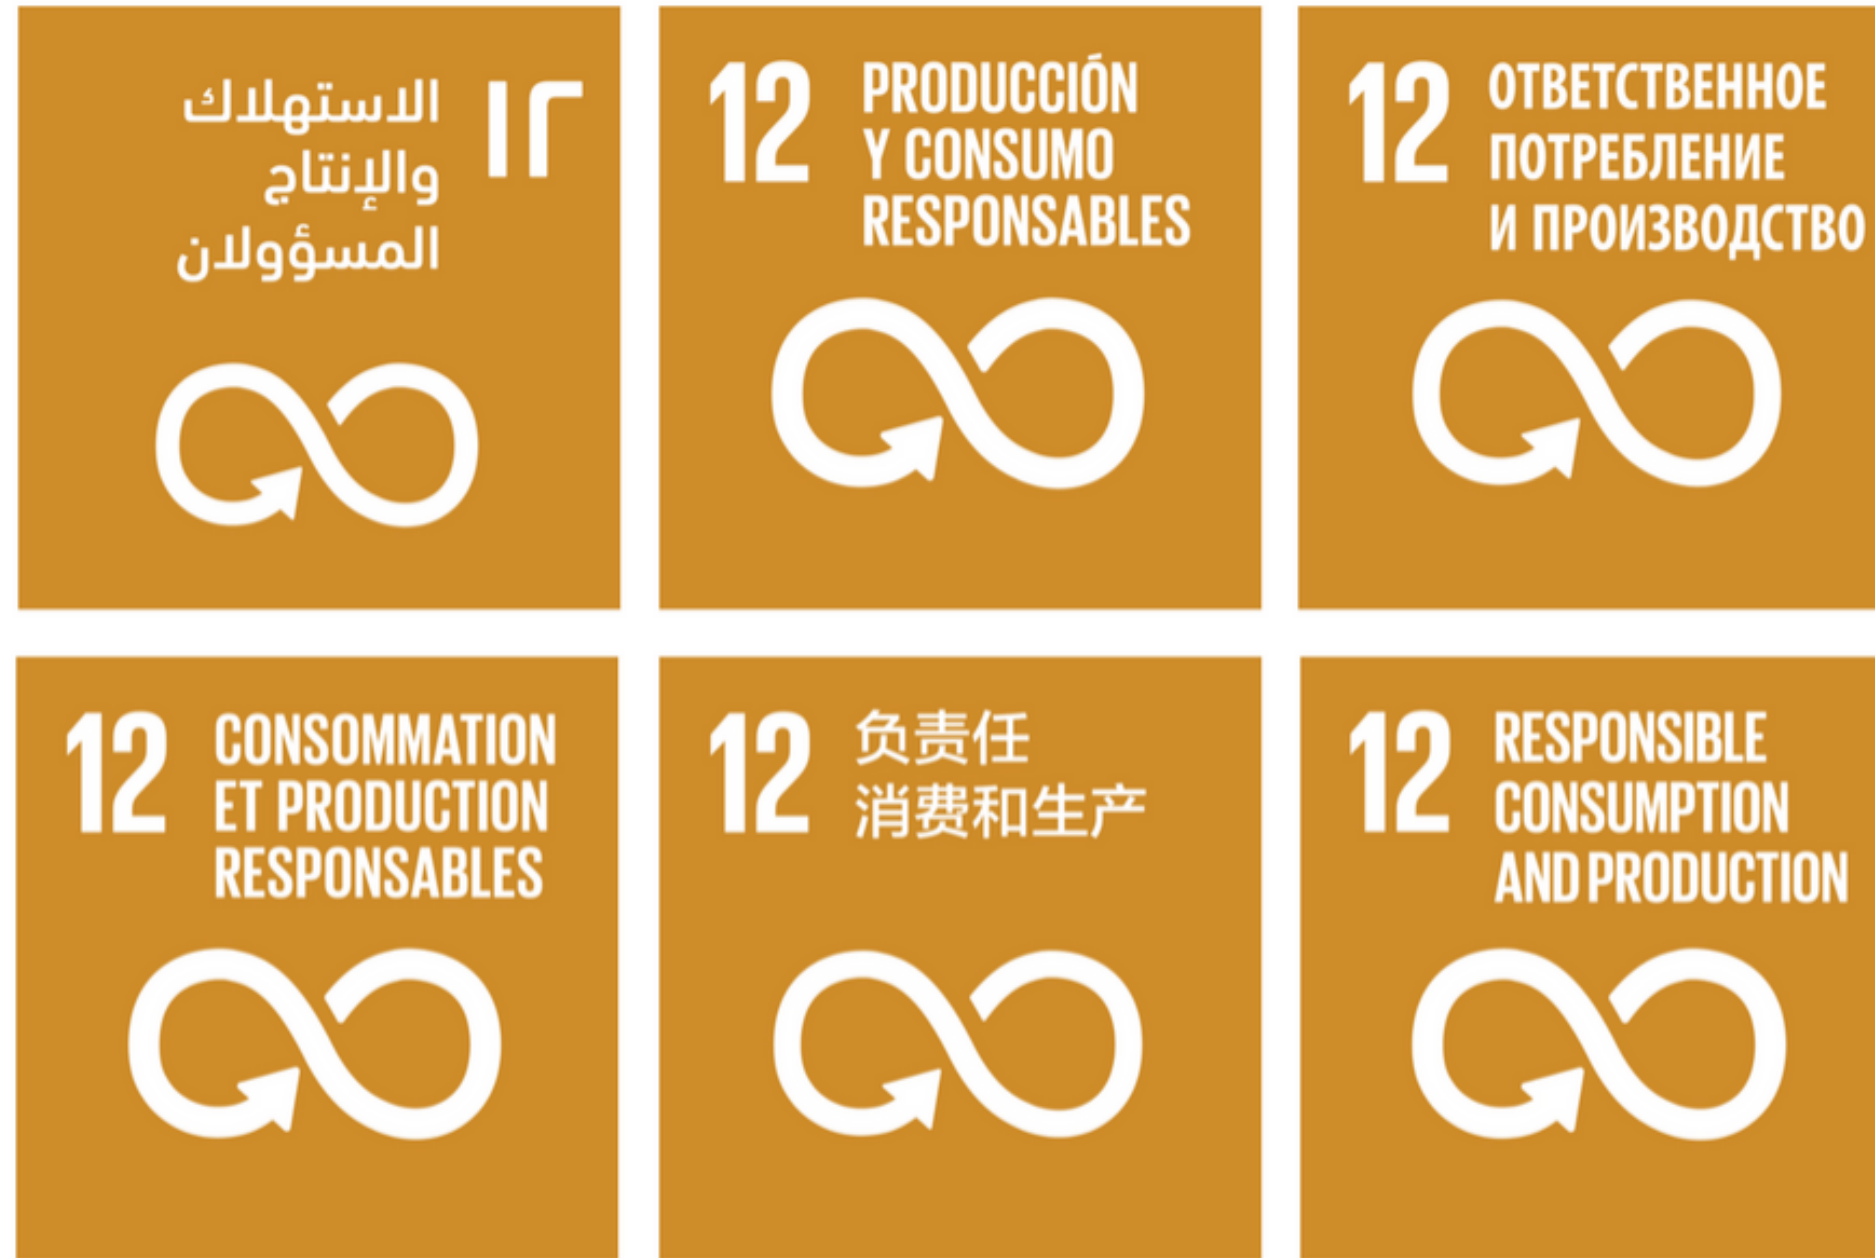 ١٢
الاستهلاك
والإنتاج
المسؤولان
12
PRODUCCIÓN
Y CONSUMO
RESPONSABLES
12
ОТВЕТСТВЕННОЕ
ПОТРЕБЛЕНИЕ
И ПРОИЗВОДСТВО
12
CONSOMMATION
ET PRODUCTION
RESPONSABLES
12
负责任
消费和生产
12
RESPONSIBLE
CONSUMPTION
AND PRODUCTION